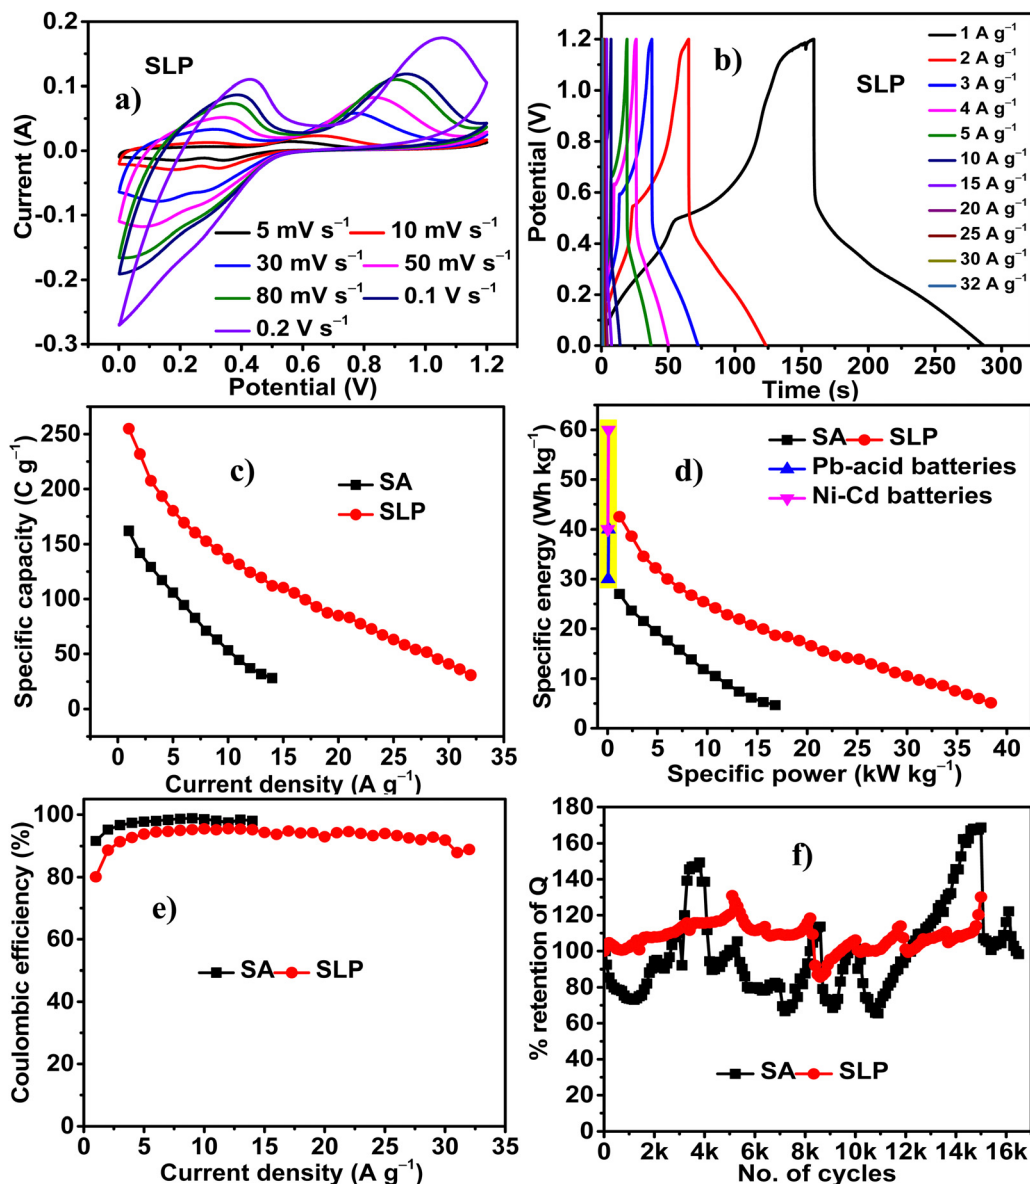 SLP
a)
Current (A)
0.2
0.1
0.0
-0.1
-0.2
-0.3
5 mV s⁻¹ 10 mV s⁻¹
30 mV s⁻¹ 50 mV s⁻¹
80 mV s⁻¹ 0.1 V s⁻¹
0.2 V s⁻¹
0.0 0.2 0.4 0.6 0.8 1.0 1.2
Potential (V)
b)
SLP
Potential (V)
1.2
1.0
0.8
0.6
0.4
0.2
0.0
1 A g⁻¹
2 A g⁻¹
3 A g⁻¹
4 A g⁻¹
5 A g⁻¹
10 A g⁻¹
15 A g⁻¹
20 A g⁻¹
25 A g⁻¹
30 A g⁻¹
32 A g⁻¹
0 50 100 150 200 250 300
Time (s)
c)
Specific capacity (C g⁻¹)
250
200
150
100
50
0
SA
SLP
0 5 10 15 20 25 30 35
Current density (A g⁻¹)
d)
Specific energy (Wh kg⁻¹)
60
50
40
30
20
10
0
SA SLP
Pb-acid batteries
Ni-Cd batteries
0 5 10 15 20 25 30 35 40
Specific power (kW kg⁻¹)
e)
Coulombic efficiency (%)
100
80
60
40
20
0
SA SLP
0 5 10 15 20 25 30 35
Current density (A g⁻¹)
f)
% retention of Q
180
160
140
120
100
80
60
40
20
0
SA SLP
0 2k 4k 6k 8k 10k 12k 14k 16k
No. of cycles